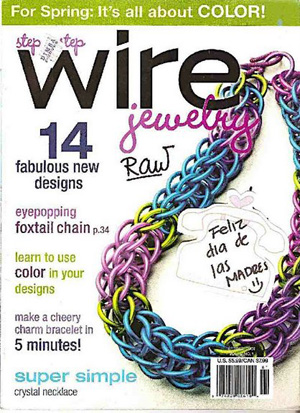 For Spring: It's all about COLOR!
step tep
wire
jewelry
14
fabulous new
designs
RAW
eyepopping
foxtail chain p.34
Feliz
dia de
las MADRES
learn to use
color in your
designs
make a cheery
charm bracelet in
5 minutes!
super simple
crystal necklace